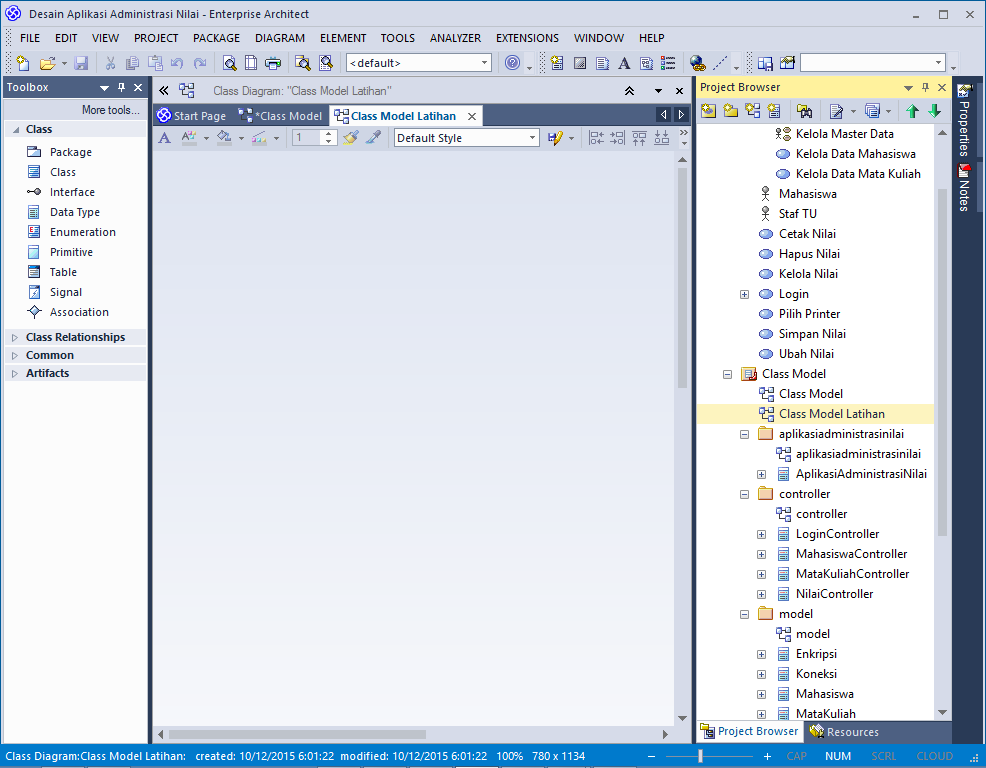 Desain Aplikasi Administrasi Nilai - Enterprise Architect
FILE EDIT VIEW PROJECT PACKAGE DIAGRAM ELEMENT TOOLS ANALYZER EXTENSIONS WINDOW HELP
<default>
Toolbox
More tools...
Class
Package
Class
Interface
Data Type
Enumeration
Primitive
Table
Signal
Association
Class Relationships
Common
Artifacts
Class Diagram: "Class Model Latihan"
Start Page *Class Model Class Model Latihan
1 Default Style
Project Browser
Kelola Master Data
Kelola Data Mahasiswa
Kelola Data Mata Kuliah
Mahasiswa
Staf TU
Cetak Nilai
Hapus Nilai
Kelola Nilai
Login
Pilih Printer
Simpan Nilai
Ubah Nilai
Class Model
Class Model
Class Model Latihan
aplikasiadministrasinilai
aplikasiadministrasinilai
AplikasiAdministrasiNilai
controller
controller
LoginController
MahasiswaController
MataKuliahController
NilaiController
model
model
Enkripsi
Koneksi
Mahasiswa
MataKuliah
Project Browser Resources
Properties
Notes
Class Diagram:Class Model Latihan: created: 10/12/2015 6:01:22 modified: 10/12/2015 6:01:22 100% 780 x 1134 CAP NUM SCRL CLOUD